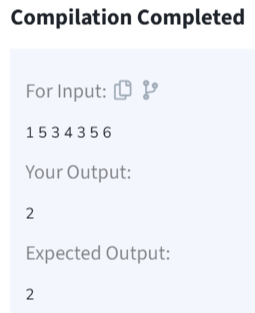 Compilation Completed
For Input:
1 5 3 4 3 5 6
Your Output:
2
Expected Output:
2